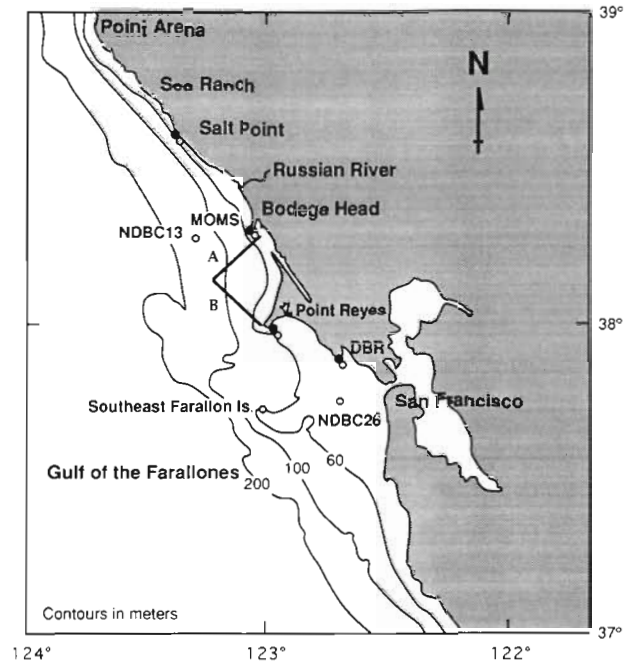 39°
Point Arena
Sea Ranch
N
Salt Point
Russian River
MOMS
Bodega Head
NDBC13
A
B
Point Reyes
38°
DBR
Southeast Farallon Is.
San Francisco
NDBC26
Gulf of the Farallones
60
100
200
Contours in meters
37°
124°
123°
122°